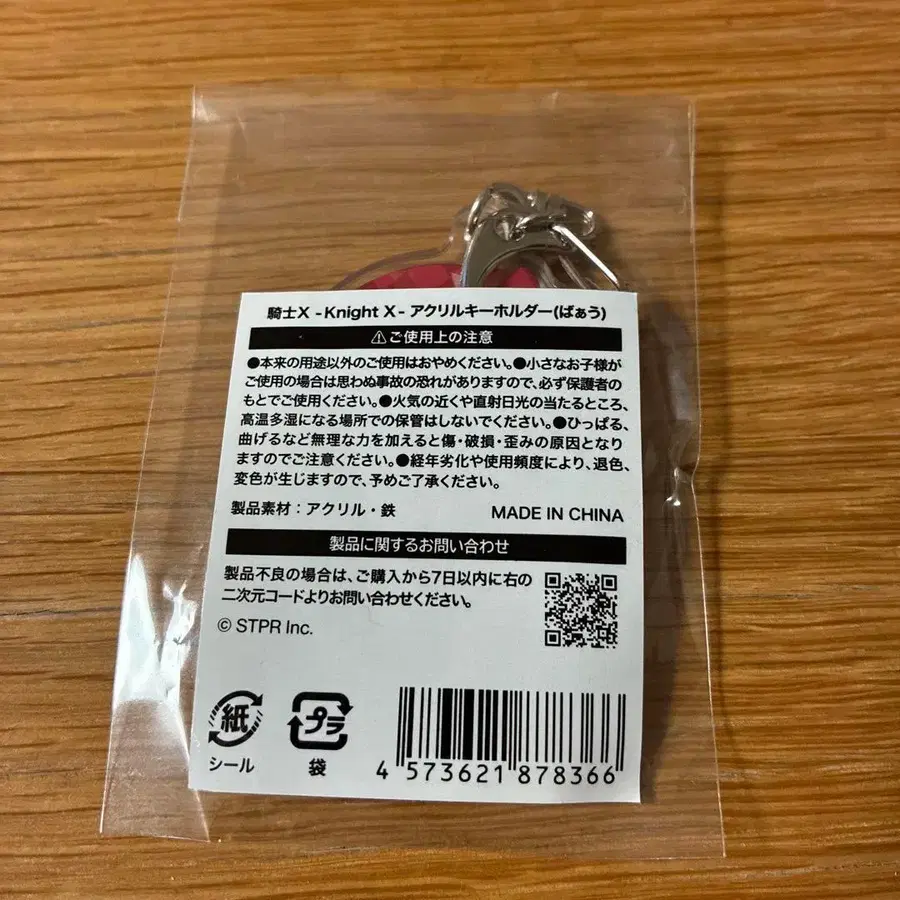 騎士X -Knight X- アクリルキーホルダー(ばぁう)
⚠ご使用上の注意
●本来の用途以外のご使用はおやめください。●小さなお子様が
ご使用の場合は思わぬ事故の恐れがありますので、必ず保護者の
もとでご使用ください。●火気の近くや直射日光の当たるところ、
高温多湿になる場所での保管はしないでください。●ひっぱる、
曲げるなど無理な力を加えると傷・破損・歪みの原因となり
ますのでご注意ください。●経年劣化や使用頻度により、退色、
変色が生じますので、予めご了承ください。
製品素材：アクリル・鉄 MADE IN CHINA
製品に関するお問い合わせ
製品不良の場合は、ご購入から7日以内に右の
二次元コードよりお問い合わせください。
© STPR Inc.
紙
シール
プラ
袋
4 573621 878366